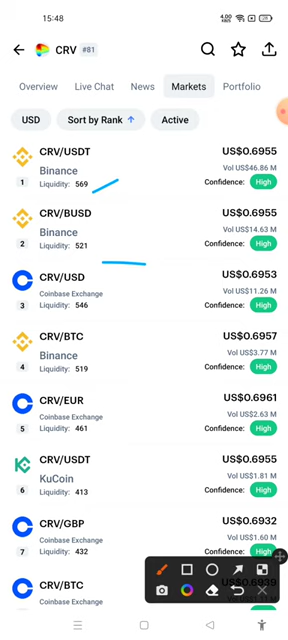 15:48
4.00 KB/S
CRV #81
Overview Live Chat News Markets Portfolio
USD Sort by Rank Active
CRV/USDT US$0.6955
Binance Vol US$46.86 M
1 Liquidity: 569 Confidence: High
CRV/BUSD US$0.6955
Binance Vol US$14.63 M
2 Liquidity: 521 Confidence: High
CRV/USD US$0.6953
Coinbase Exchange Vol US$11.26 M
3 Liquidity: 546 Confidence: High
CRV/BTC US$0.6957
Binance Vol US$3.77 M
4 Liquidity: 519 Confidence: High
CRV/EUR US$0.6961
Coinbase Exchange Vol US$2.63 M
5 Liquidity: 461 Confidence: High
CRV/USDT US$0.6955
KuCoin Vol US$1.81 M
6 Liquidity: 413 Confidence: High
CRV/GBP US$0.6932
Coinbase Exchange Vol US$1.60 M
7 Liquidity: 432
CRV/BTC US$0.6939
Coinbase Exchange